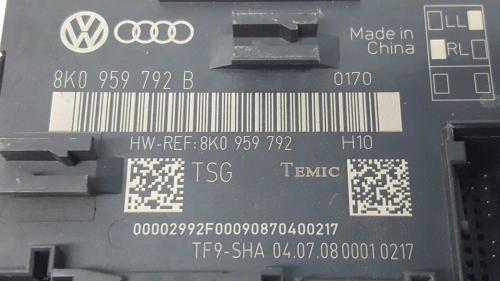 Made in
China
LL
RL
8K0 959 792 B
0170
HW-REF:8K0 959 792
H10
TSG
TEMIC
00002992F00090870400217
TF9-SHA 04.07.08 0001 0217